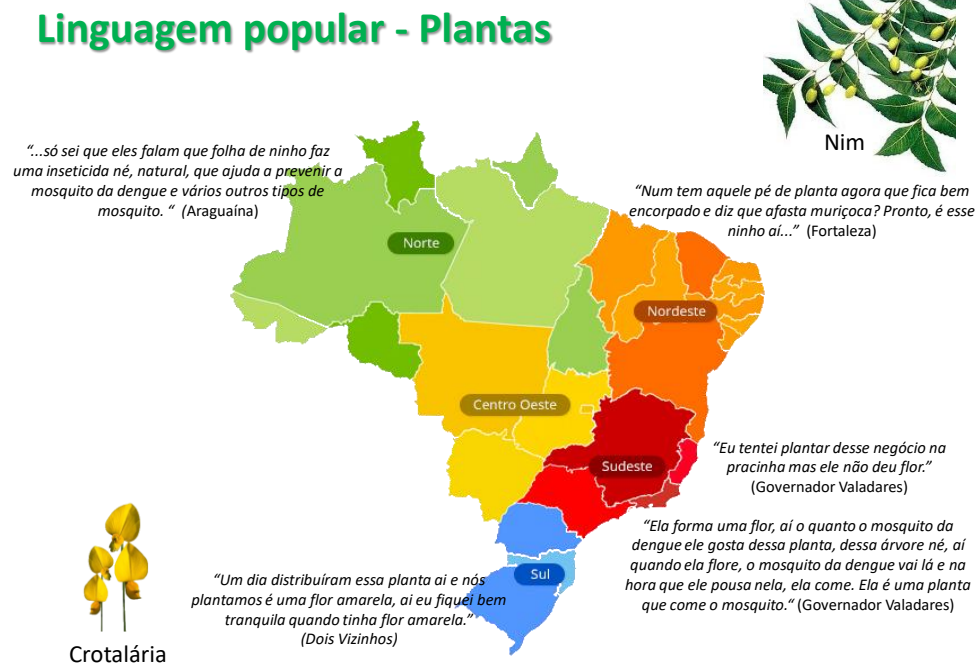 Linguagem popular - Plantas
Nim
“...só sei que eles falam que folha de ninho faz
uma inseticida né, natural, que ajuda a prevenir a
mosquito da dengue e vários outros tipos de
mosquito. “ (Araguaína)
“Num tem aquele pé de planta agora que fica bem
encorpado e diz que afasta muriçoca? Pronto, é esse
ninho aí...” (Fortaleza)
Norte
Nordeste
Centro Oeste
Sudeste
Sul
“Eu tentei plantar desse negócio na
pracinha mas ele não deu flor.”
(Governador Valadares)
“Ela forma uma flor, aí o quanto o mosquito da
dengue ele gosta dessa planta, dessa árvore né, aí
quando ela flore, o mosquito da dengue vai lá e na
hora que ele pousa nela, ela come. Ela é uma planta
que come o mosquito.“ (Governador Valadares)
“Um dia distribuíram essa planta ai e nós
plantamos é uma flor amarela, ai eu fiquei bem
tranquila quando tinha flor amarela.”
(Dois Vizinhos)
Crotalária